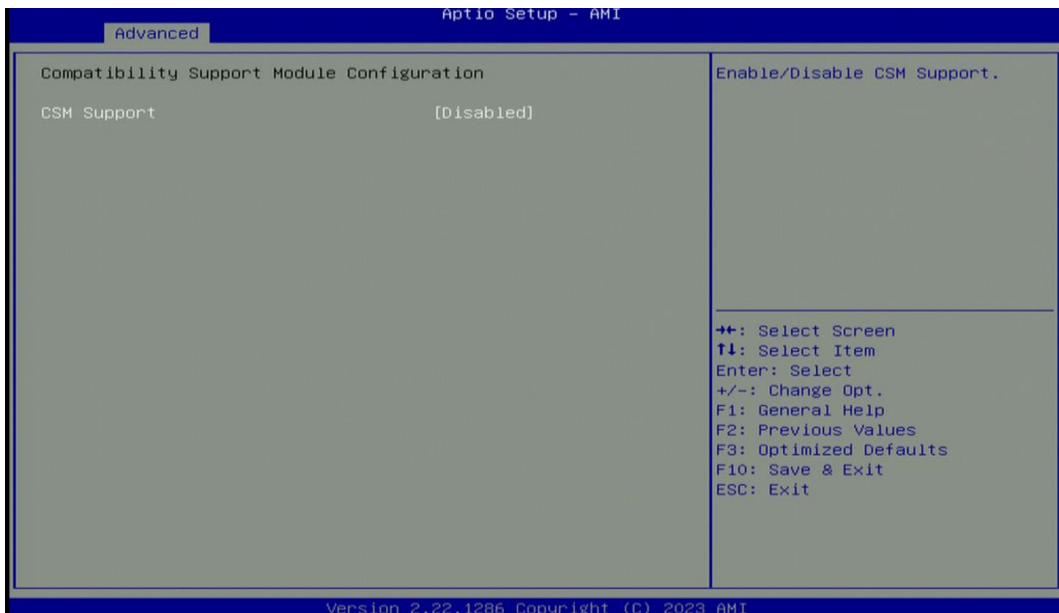 Aptio Setup – AMI
Advanced
Compatibility Support Module Configuration
CSM Support [Disabled]
Enable/Disable CSM Support.
→←: Select Screen
↑↓: Select Item
Enter: Select
+/-: Change Opt.
F1: General Help
F2: Previous Values
F3: Optimized Defaults
F10: Save & Exit
ESC: Exit
Version 2.22.1286 Copyright (C) 2023 AMI